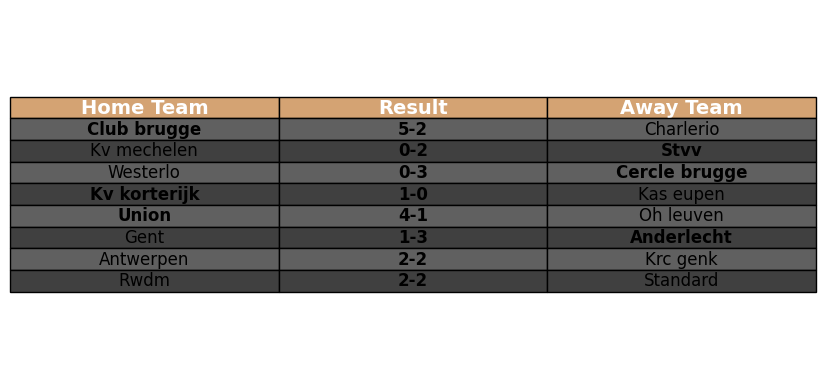 Home Team Result Away Team
Club brugge 5-2 Charlerio
Kv mechelen 0-2 Stvv
Westerlo 0-3 Cercle brugge
Kv korterijk 1-0 Kas eupen
Union 4-1 Oh leuven
Gent 1-3 Anderlecht
Antwerpen 2-2 Krc genk
Rwdm 2-2 Standard